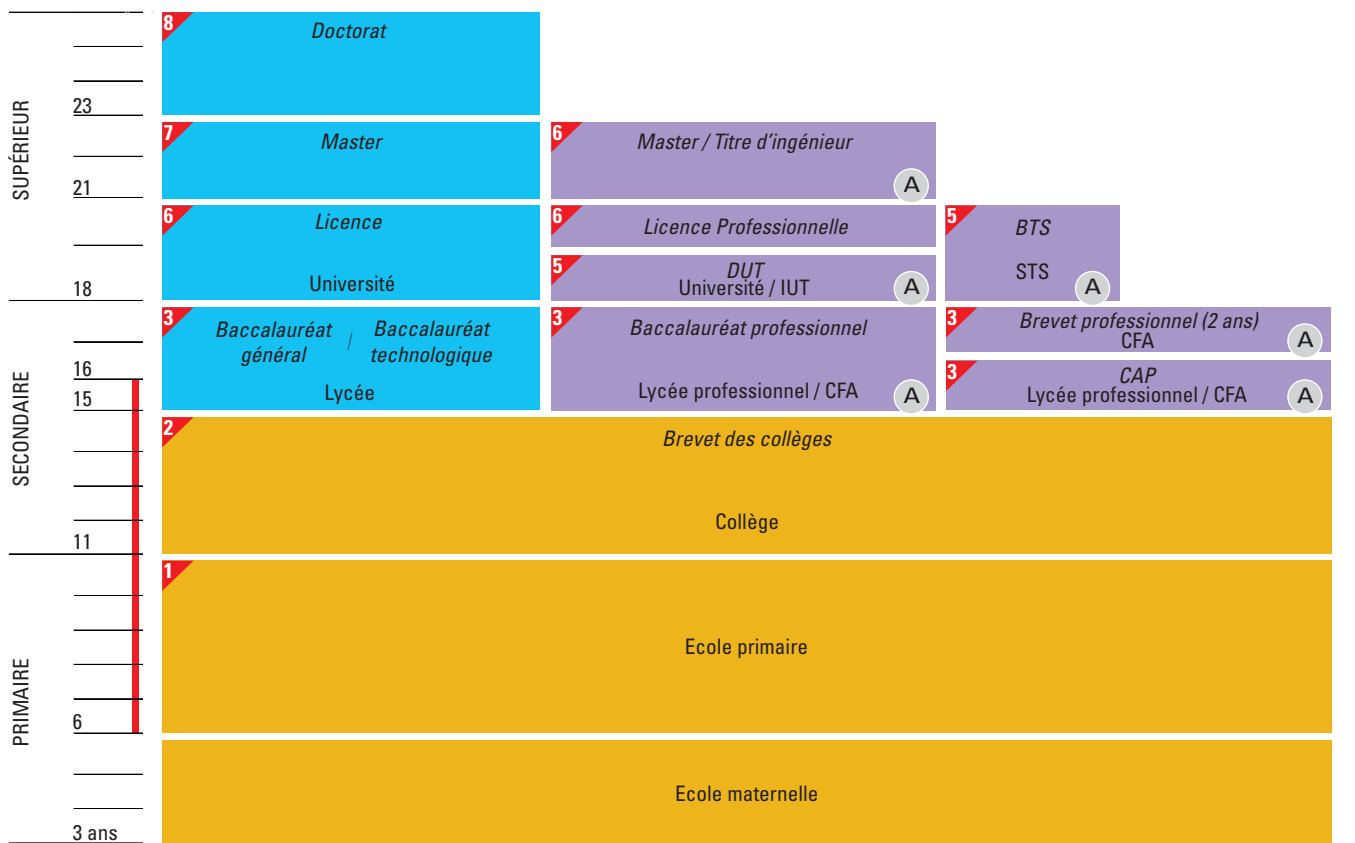 8
Doctorat
23
SUPÉRIEUR
7
Master
6
Master / Titre d'ingénieur
A
21
6
Licence
Université
6
Licence Professionnelle
5
DUT
Université / IUT
A
5
BTS
STS
A
18
3
Baccalauréat général / Baccalauréat technologique
Lycée
3
Baccalauréat professionnel
Lycée professionnel / CFA
A
3
Brevet professionnel (2 ans)
CFA
A
3
CAP
Lycée professionnel / CFA
A
16
15
SECONDAIRE
2
Brevet des collèges
Collège
11
1
Ecole primaire
PRIMAIRE
6
Ecole maternelle
3 ans